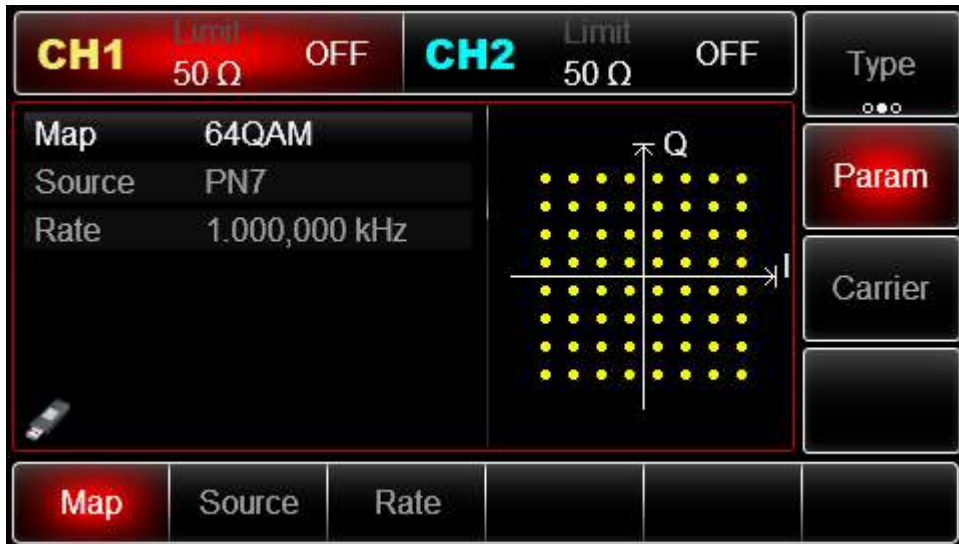 CH1 Limit 50 Ω OFF CH2 Limit 50 Ω OFF
Type
Map 64QAM
Source PN7
Rate 1.000,000 kHz
Q
I
Param
Carrier
Map Source Rate